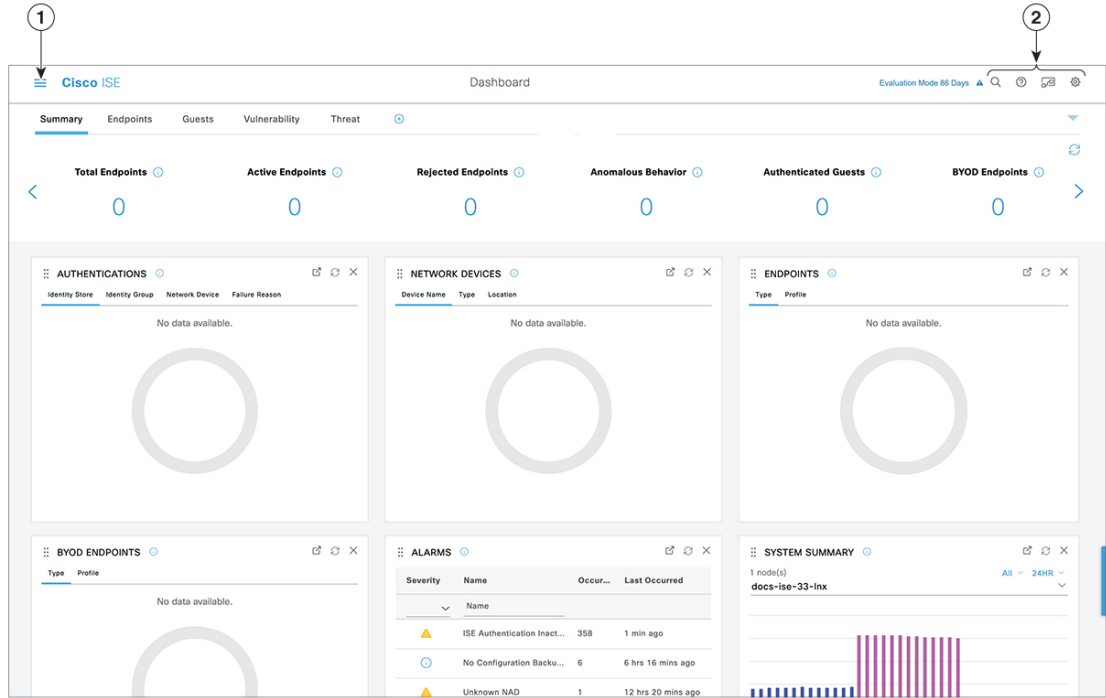 1
2
Cisco ISE
Dashboard
Evaluation Mode 86 Days
Summary Endpoints Guests Vulnerability Threat
Total Endpoints Active Endpoints Rejected Endpoints Anomalous Behavior Authenticated Guests BYOD Endpoints
0 0 0 0 0 0
AUTHENTICATIONS
Identity Store Identity Group Network Device Failure Reason
No data available.
NETWORK DEVICES
Device Name Type Location
No data available.
ENDPOINTS
Type Profile
No data available.
BYOD ENDPOINTS
Type Profile
No data available.
ALARMS
Severity Name Occur... Last Occurred
Name
ISE Authentication Inact... 358 1 min ago
No Configuration Backu... 6 6 hrs 16 mins ago
Unknown NAD 1 12 hrs 20 mins ago
SYSTEM SUMMARY
1 node(s) All 24HR
docs-ise-33-lnx